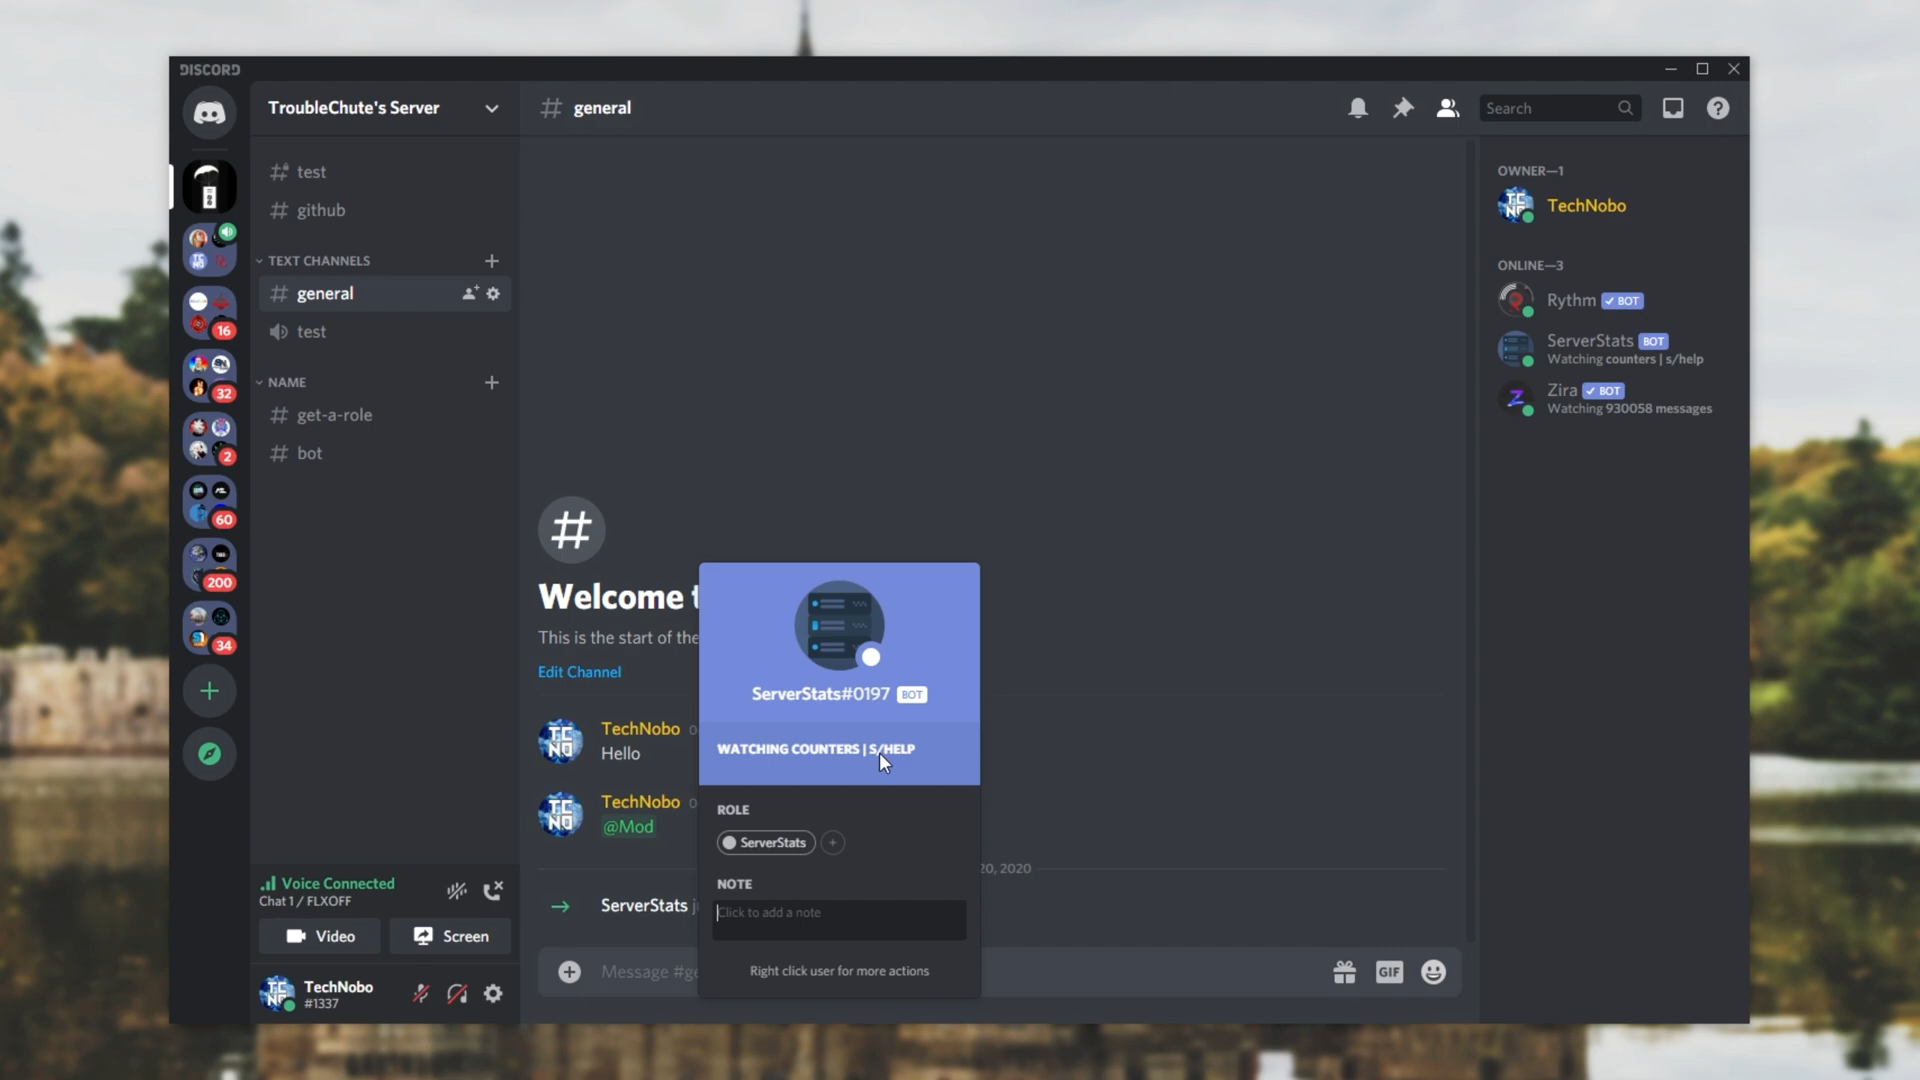 DISCORD
TroubleChute's Server
general
Search
test
github
TEXT CHANNELS
general
test
NAME
get-a-role
bot
16
32
2
60
200
34
Voice Connected
Chat 1 / FLXOFF
Video
Screen
TechNobo
#1337
Welcome
This is the start of the
Edit Channel
TechNobo
Hello
TechNobo
@Mod
20, 2020
ServerStats
Message #ge
GIF
ServerStats#0197 BOT
WATCHING COUNTERS | S/HELP
ROLE
ServerStats
NOTE
Click to add a note
Right click user for more actions
OWNER—1
TechNobo
ONLINE—3
Rythm BOT
ServerStats BOT
Watching counters | s/help
Zira BOT
Watching 930058 messages